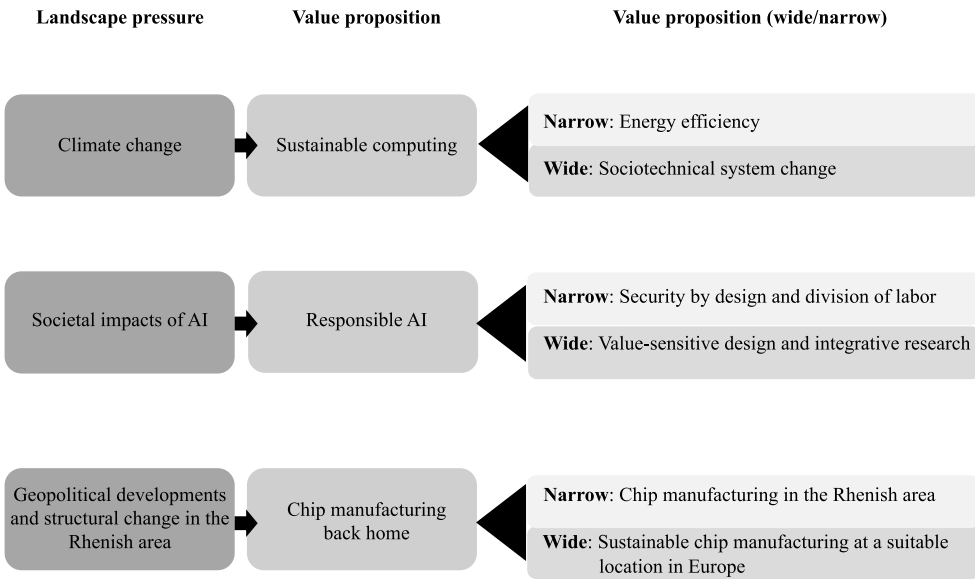 Landscape pressure
Value proposition
Value proposition (wide/narrow)
Climate change
Sustainable computing
Narrow: Energy efficiency
Wide: Sociotechnical system change
Societal impacts of AI
Responsible AI
Narrow: Security by design and division of labor
Wide: Value-sensitive design and integrative research
Geopolitical developments
and structural change in the
Rhenish area
Chip manufacturing
back home
Narrow: Chip manufacturing in the Rhenish area
Wide: Sustainable chip manufacturing at a suitable
location in Europe